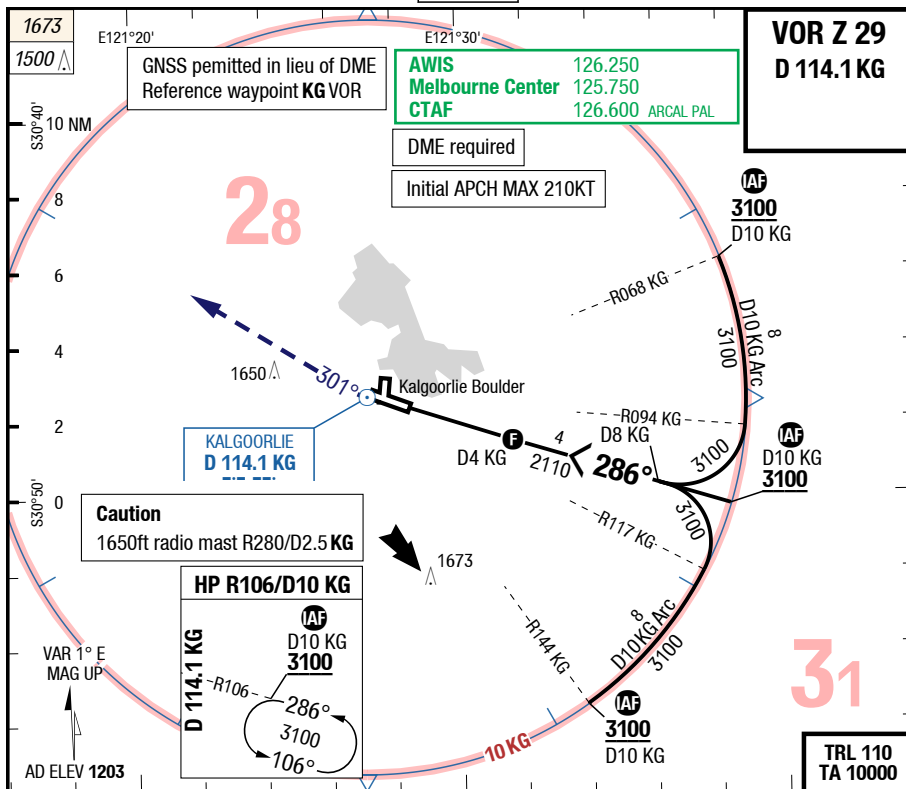 1673
1500
E121°20'
E121°30'
VOR Z 29
D 114.1 KG
GNSS pemitted in lieu of DME
Reference waypoint KG VOR
AWIS 126.250
Melbourne Center 125.750
CTAF 126.600 ARCAL PAL
DME required
Initial APCH MAX 210KT
S30°40'
10 NM
8
6
4
2
0
S30°50'
28
IAF
3100
D10 KG
R068 KG
D10 KG Arc
8
3100
1650
301°
Kalgoorlie Boulder
R094 KG
D8 KG
3100
KALGOORLIE
D 114.1 KG
D4 KG
F
4
2110
286°
IAF
D10 KG
3100
3100
R117 KG
Caution
1650ft radio mast R280/D2.5 KG
1673
HP R106/D10 KG
IAF
D10 KG
3100
D 114.1 KG
R106
286°
3100
106°
R144 KG
8
D10 KG Arc
3100
IAF
3100
D10 KG
10 KG
31
VAR 1° E
MAG UP
AD ELEV 1203
TRL 110
TA 10000